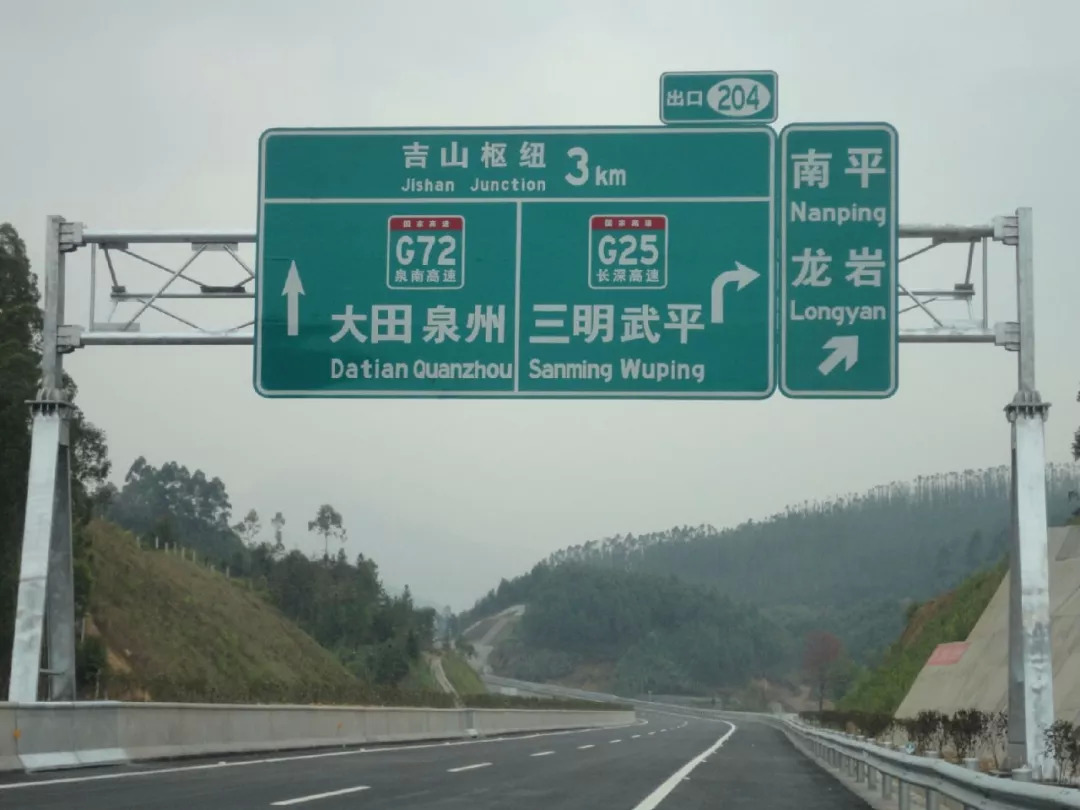 出口 204
吉山枢纽 3km
Jishan Junction
国家高速
G72
泉南高速
大田 泉州
Datian Quanzhou
国家高速
G25
长深高速
三明武平
Sanming Wuping
南平
Nanping
龙岩
Longyan